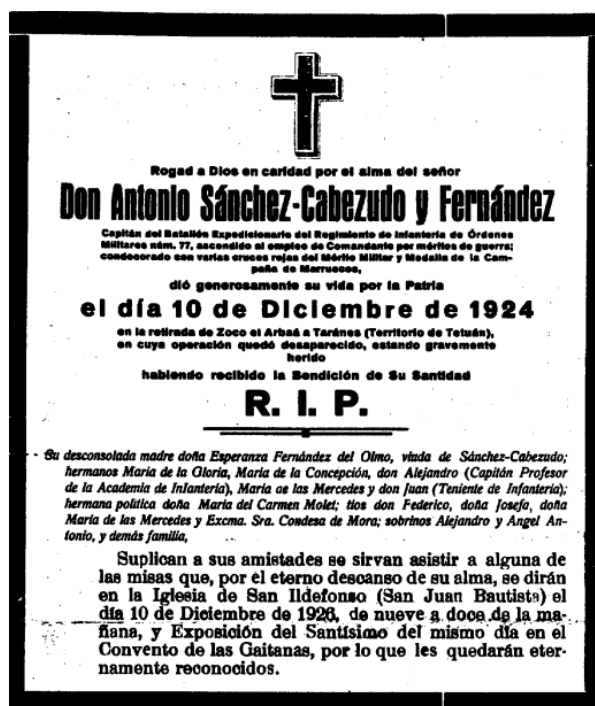 Rogad a Dios en caridad por el alma del señor
Don Antonio Sánchez-Cabezudo y Fernández
Capitán del Batallón Expedicionario del Regimiento de Infantería de Órdenes
Militares núm. 77, ascendido al empleo de Comandante por méritos de guerra;
condecorado con varias cruces rojas del Mérito Militar y Medalla de la Cam-
paña de Marruecos,
dió generosamente su vida por la Patria
el día 10 de Diciembre de 1924
en la retirada de Zoco el Arbaá a Taránes (Territorio de Tetuán),
en cuya operación quedó desaparecido, estando gravemente
herido
habiendo recibido la Bendición de Su Santidad
R. I. P.
Su desconsolada madre doña Esperanza Fernández del Olmo, viuda de Sánchez-Cabezudo;
hermanos María de la Gloria, María de la Concepción, don Alejandro (Capitán Profesor
de la Academia de Infantería), María ae las Mercedes y don Juan (Teniente de Infantería);
hermana política doña María del Carmen Molet; tíos don Federico, doña Josefa, doña
María de las Mercedes y Excma. Sra. Condesa de Mora; sobrinos Alejandro y Angel An-
tonio, y demás familia,
Suplican a sus amistades se sirvan asistir a alguna de
las misas que, por el eterno descanso de su alma, se dirán
en la Iglesia de San Ildefonso (San Juan Bautista) el
día 10 de Diciembre de 1926, de nueve a doce de la ma-
ñana, y Exposición del Santísimo del mismo día en el
Convento de las Gaitanas, por lo que les quedarán eter-
namente reconocidos.